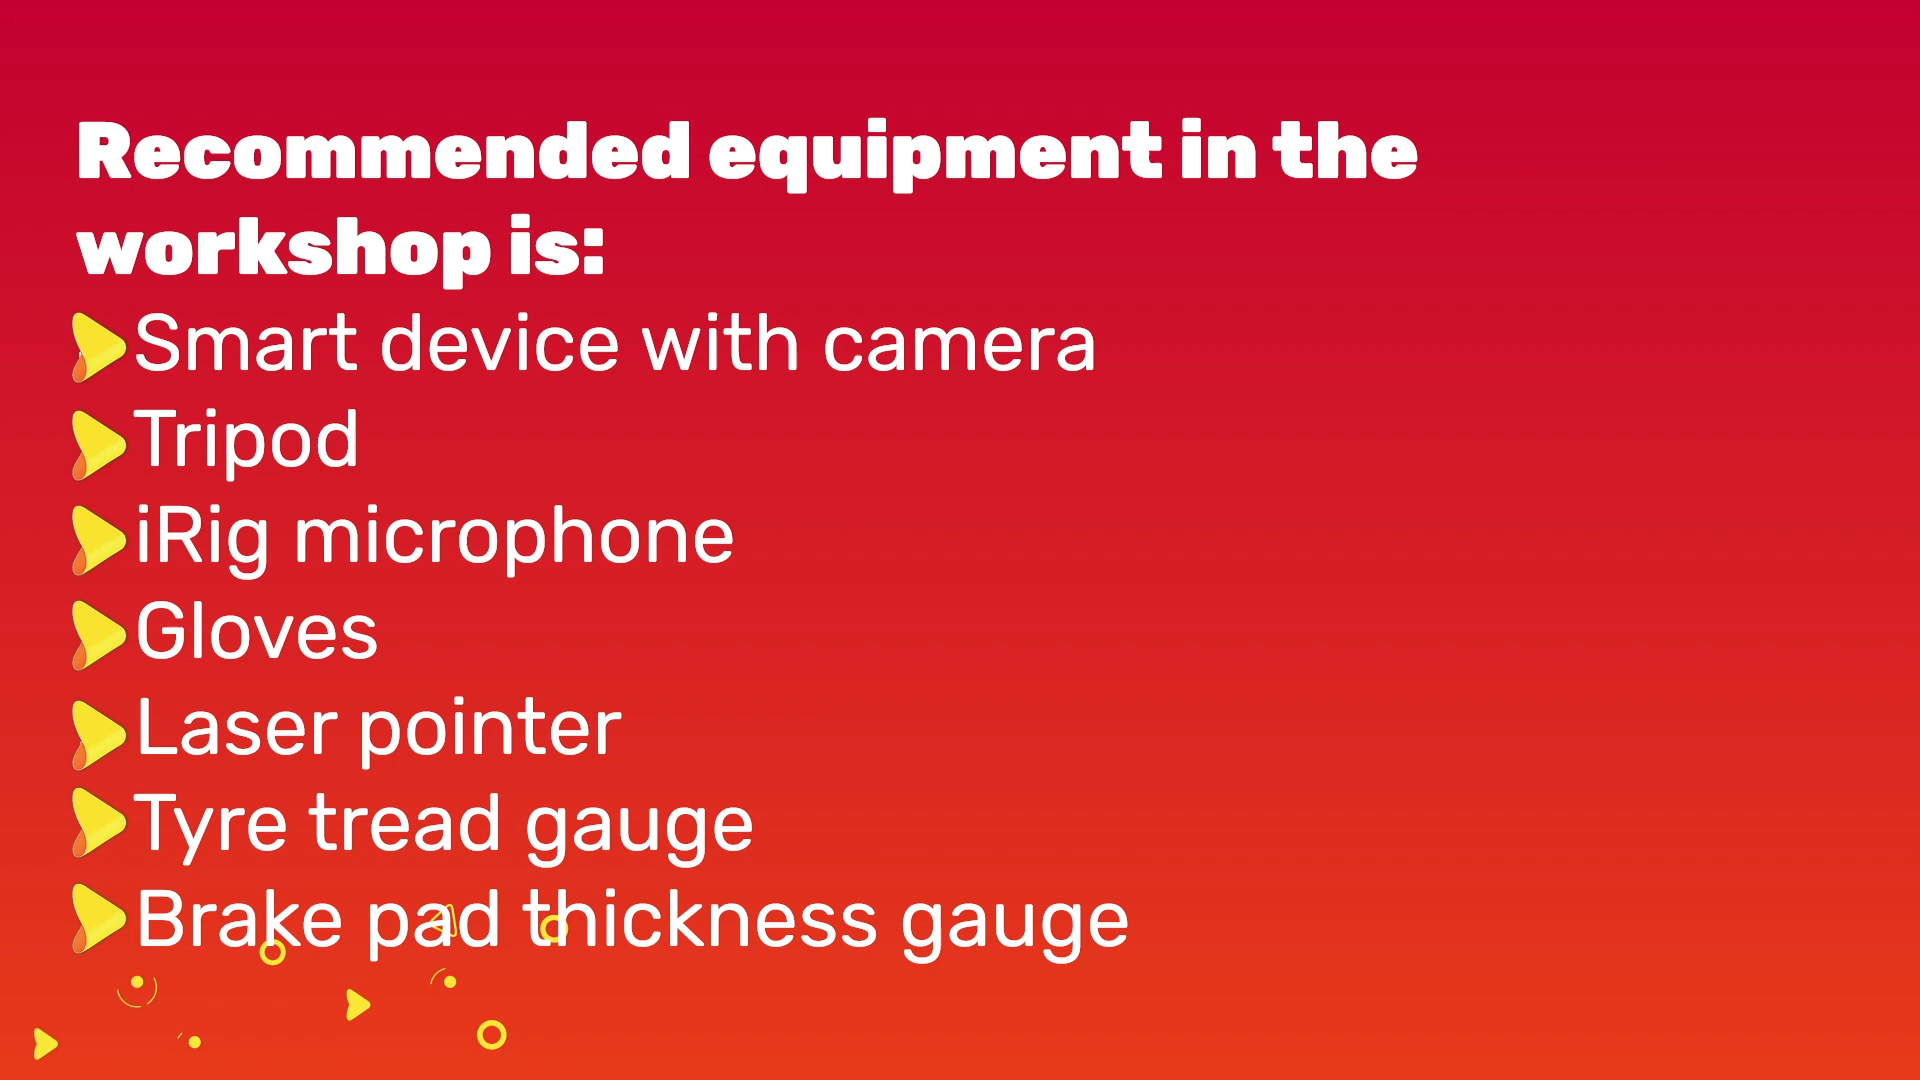 Recommended equipment in the
workshop is:
Smart device with camera
Tripod
iRig microphone
Gloves
Laser pointer
Tyre tread gauge
Brake pad thickness gauge